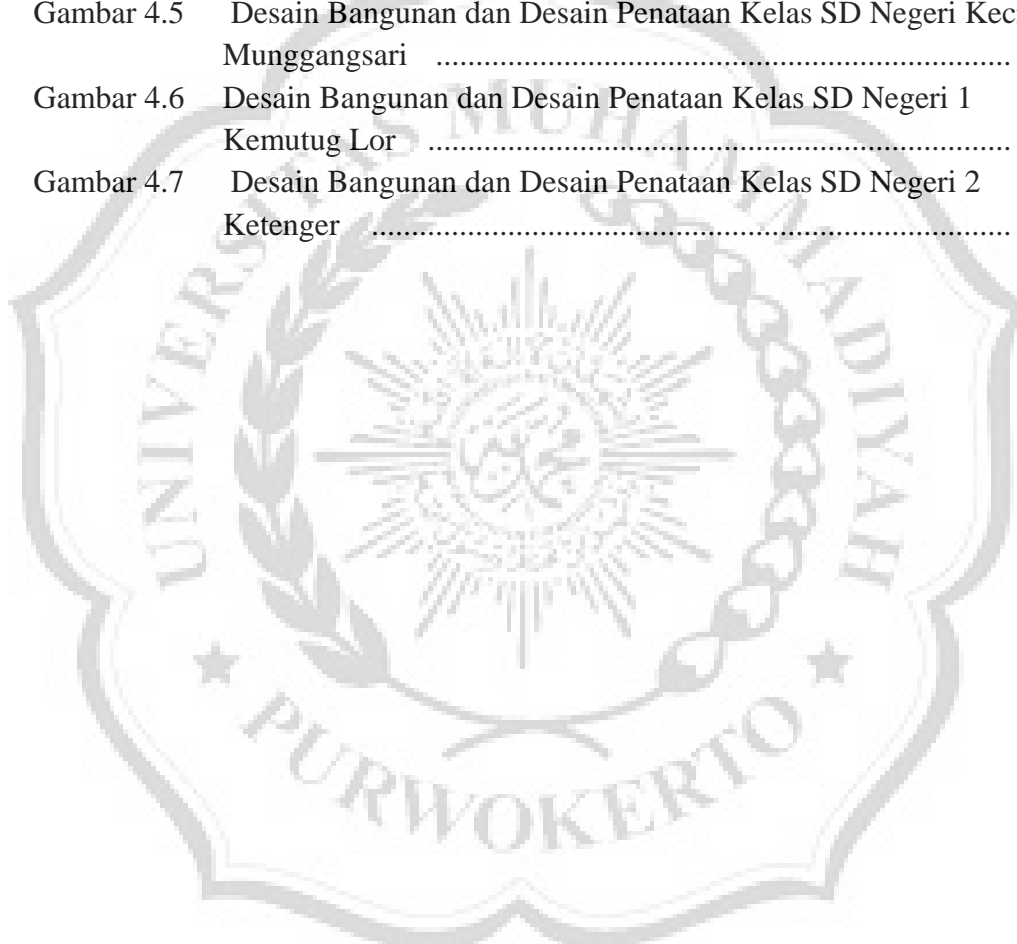 Gambar 4.5 Desain Bangunan dan Desain Penataan Kelas SD Negeri
Munggangsari ................................................................................
Gambar 4.6 Desain Bangunan dan Desain Penataan Kelas SD Negeri 1
Kemutug Lor ................................................................................
Gambar 4.7 Desain Bangunan dan Desain Penataan Kelas SD Negeri 2
Ketenger ................................................................................
UNIVERSITAS MUHAMMADIYAH
PURWOKERTO